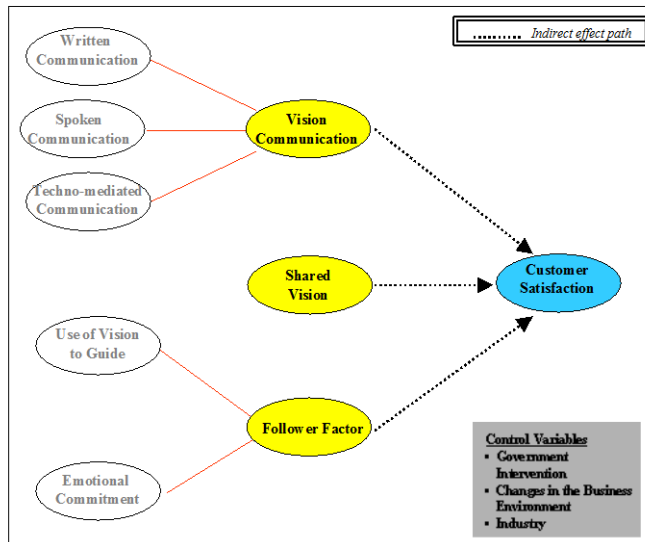 Written
Communication
.......... Indirect effect path
Spoken
Communication
Vision
Communication
Techno-mediated
Communication
Shared
Vision
Customer
Satisfaction
Use of Vision
to Guide
Follower Factor
Emotional
Commitment
Control Variables
▪ Government
Intervention
▪ Changes in the Business
Environment
▪ Industry